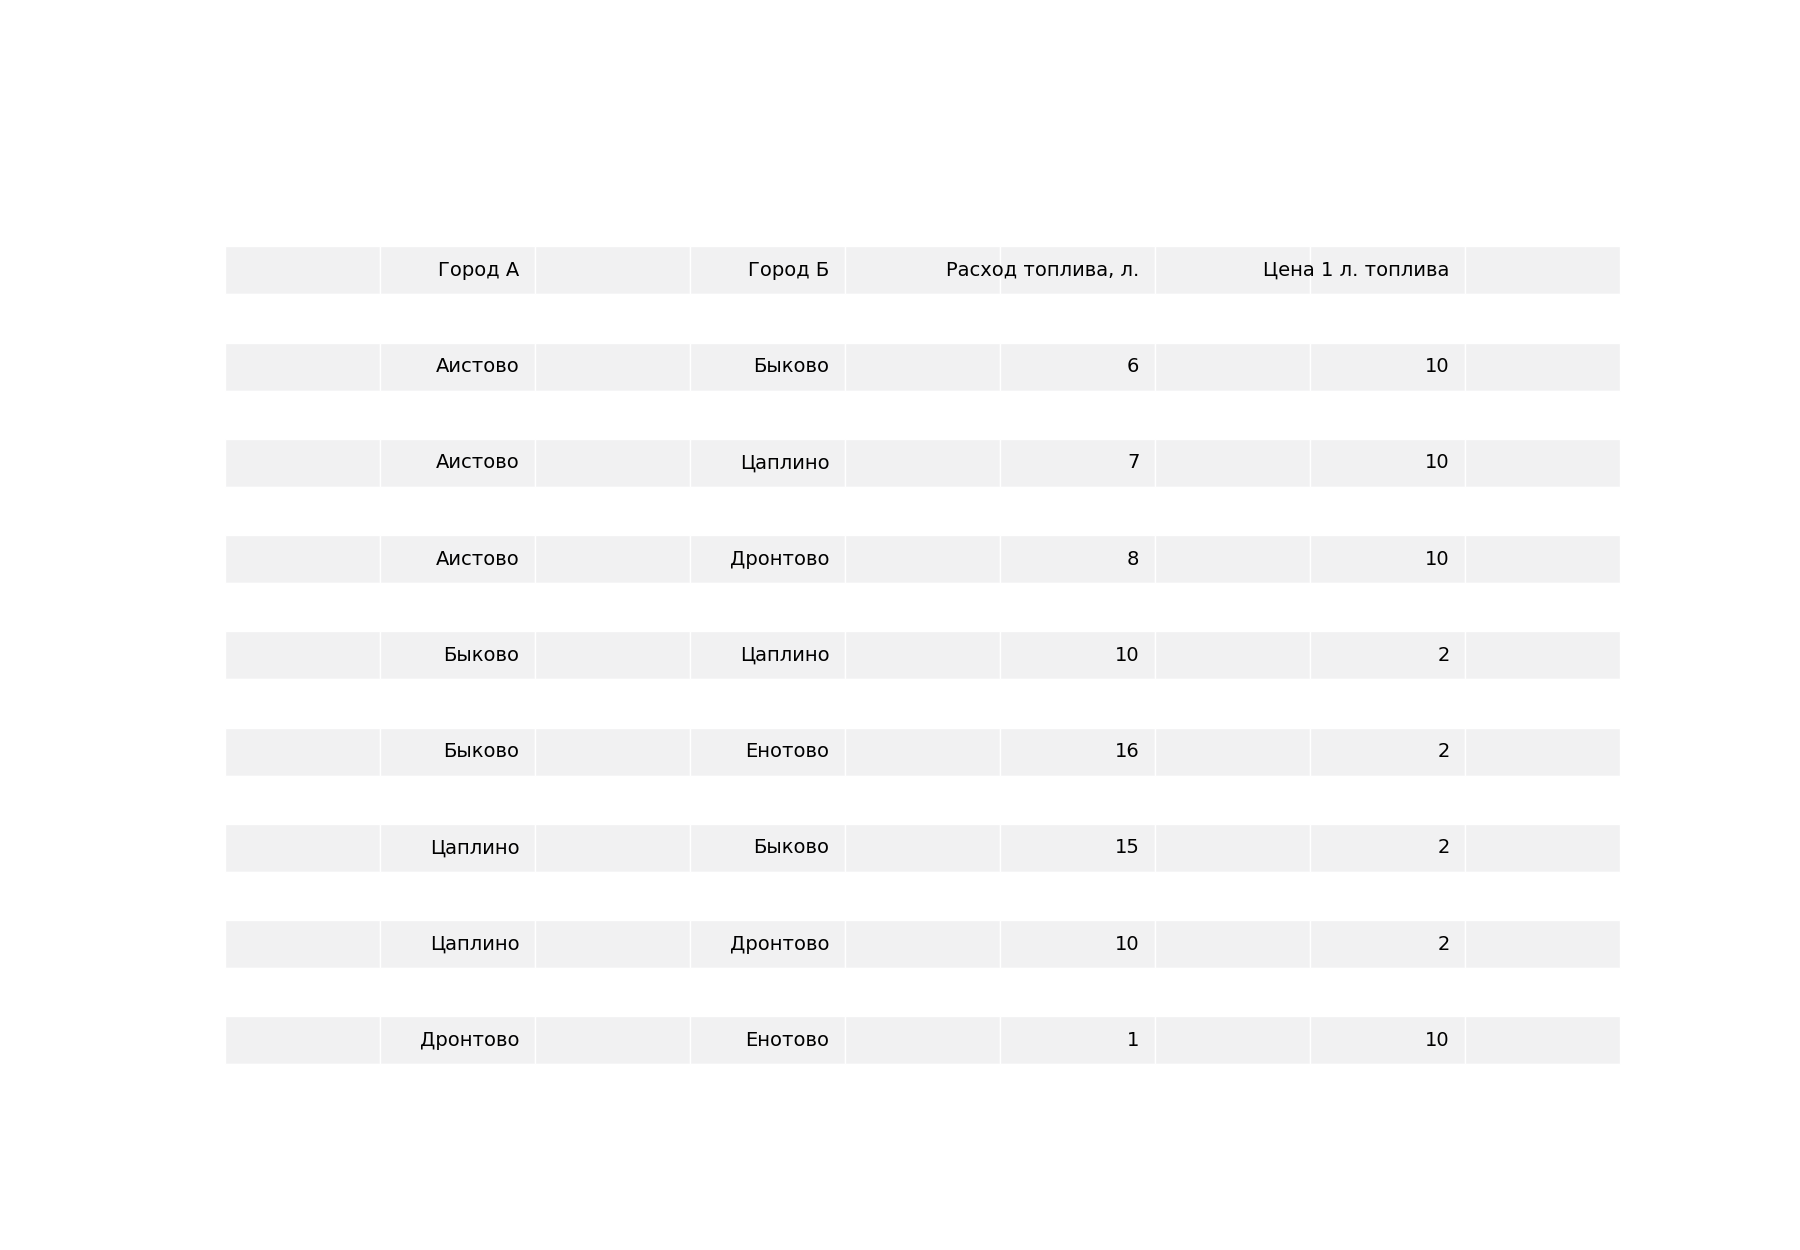 Город А Город Б Расход топлива, л. Цена 1 л. топлива
Аистово Быково 6 10
Аистово Цаплино 7 10
Аистово Дронтово 8 10
Быково Цаплино 10 2
Быково Енотово 16 2
Цаплино Быково 15 2
Цаплино Дронтово 10 2
Дронтово Енотово 1 10